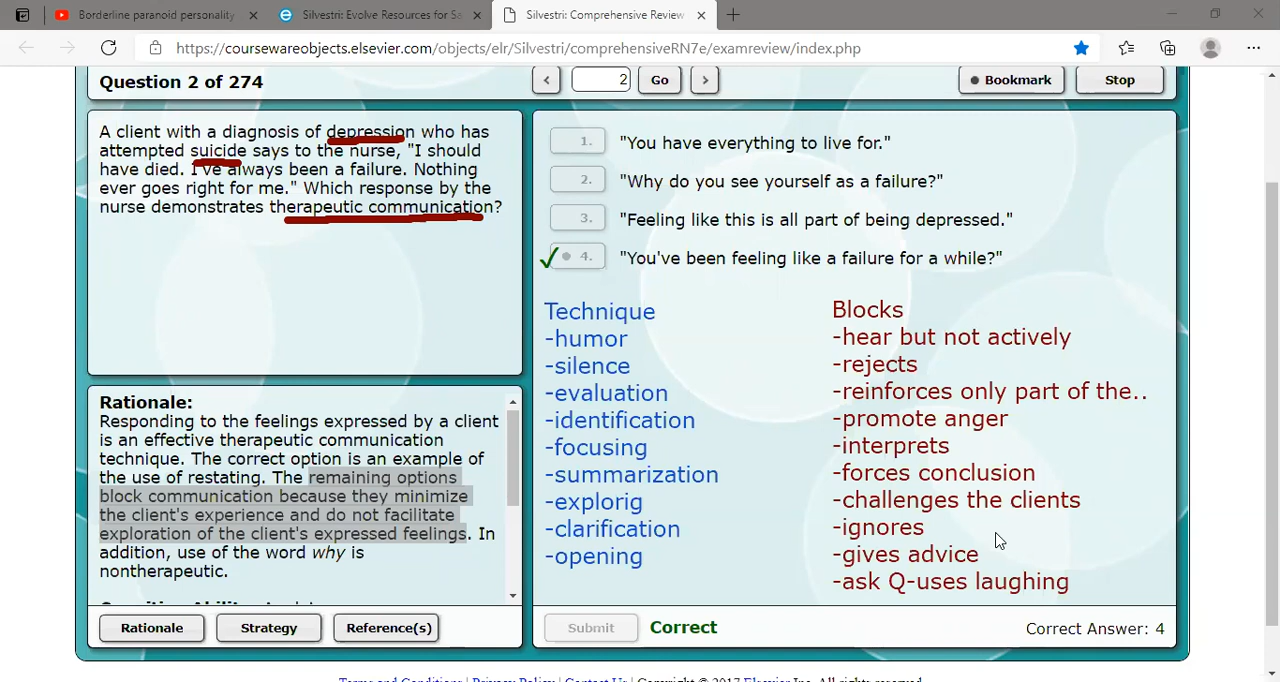 Borderline paranoid personality
Silvestri: Evolve Resources for Sa
Silvestri: Comprehensive Review
https://coursewareobjects.elsevier.com/objects/elr/Silvestri/comprehensiveRN7e/examreview/index.php
Question 2 of 274
< 2 Go >
Bookmark Stop
A client with a diagnosis of depression who has
attempted suicide says to the nurse, "I should
have died. I've always been a failure. Nothing
ever goes right for me." Which response by the
nurse demonstrates therapeutic communication?
1. "You have everything to live for."
2. "Why do you see yourself as a failure?"
3. "Feeling like this is all part of being depressed."
4. "You've been feeling like a failure for a while?"
Technique
-humor
-silence
-evaluation
-identification
-focusing
-summarization
-explorig
-clarification
-opening
Blocks
-hear but not actively
-rejects
-reinforces only part of the..
-promote anger
-interprets
-forces conclusion
-challenges the clients
-ignores
-gives advice
-ask Q-uses laughing
Rationale:
Responding to the feelings expressed by a client
is an effective therapeutic communication
technique. The correct option is an example of
the use of restating. The remaining options
block communication because they minimize
the client's experience and do not facilitate
exploration of the client's expressed feelings. In
addition, use of the word why is
nontherapeutic.
Rationale Strategy Reference(s)
Submit Correct
Correct Answer: 4